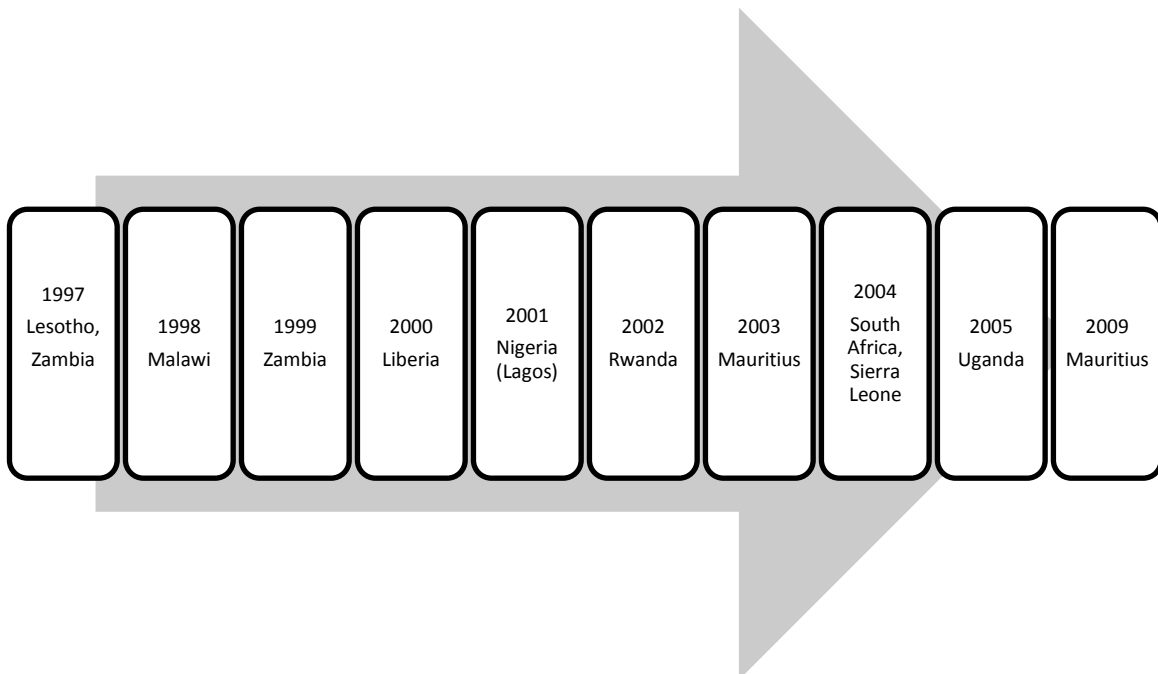 1997
Lesotho,
Zambia
1998
Malawi
1999
Zambia
2000
Liberia
2001
Nigeria
(Lagos)
2002
Rwanda
2003
Mauritius
2004
South
Africa,
Sierra
Leone
2005
Uganda
2009
Mauritius